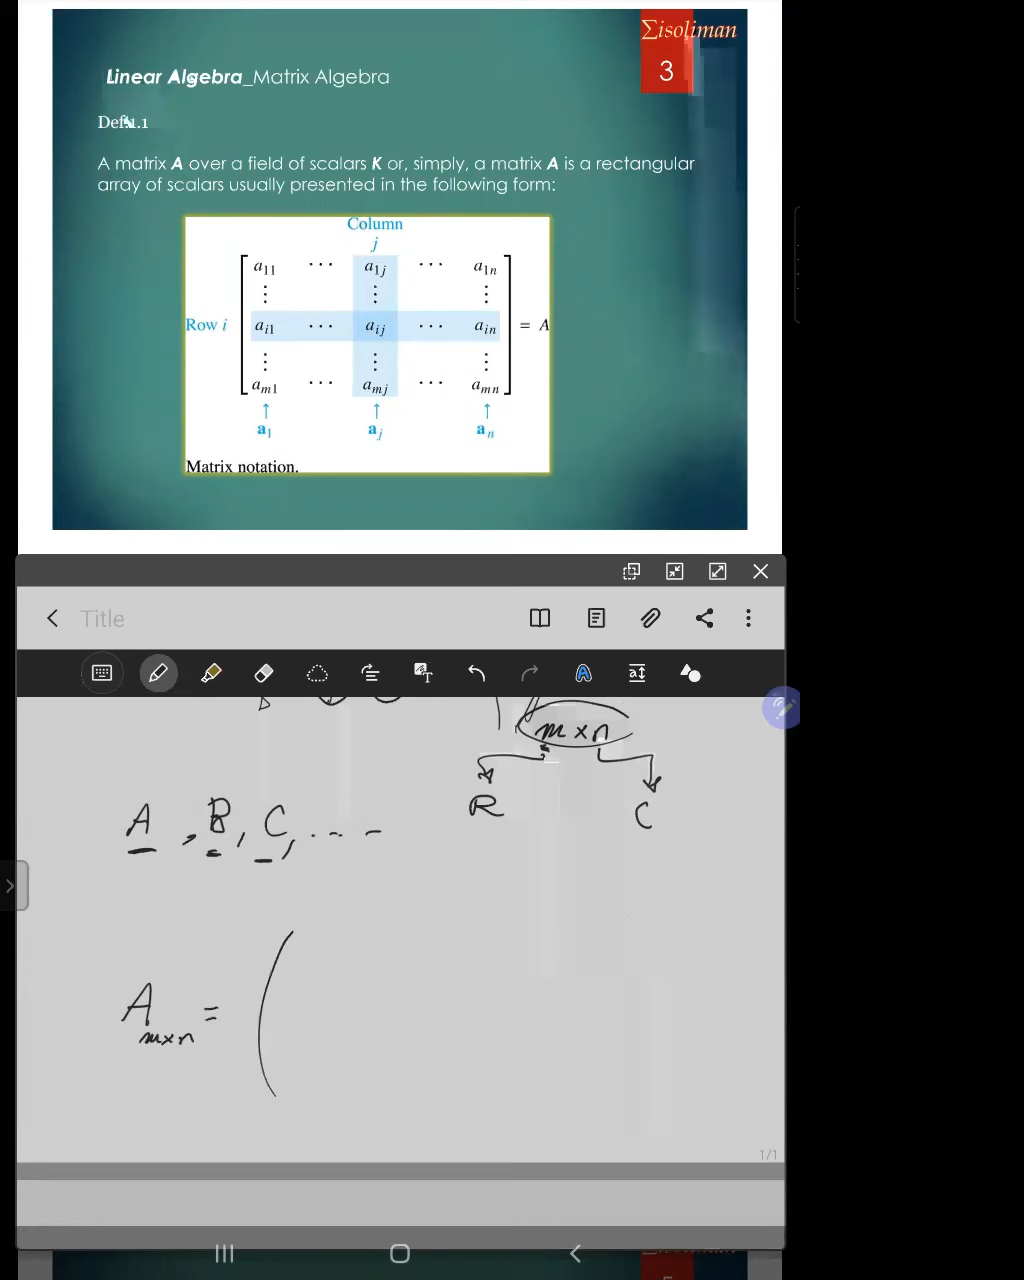 Σisoliman
3
Linear Algebra_Matrix Algebra
A matrix A over a field of scalars K or, simply, a matrix A is a rectangular
array of scalars usually presented in the following form:
Column
j
a11 ··· a1j ··· a1n
⋮ ⋮ ⋮
Row i ai1 ··· aij ··· ain = A
⋮ ⋮ ⋮
am1 ··· amj ··· amn
↑ ↑ ↑
a1 aj an
Matrix notation.
Title
m×n
R C
A, B, C, ....
A m×n = (
1/1